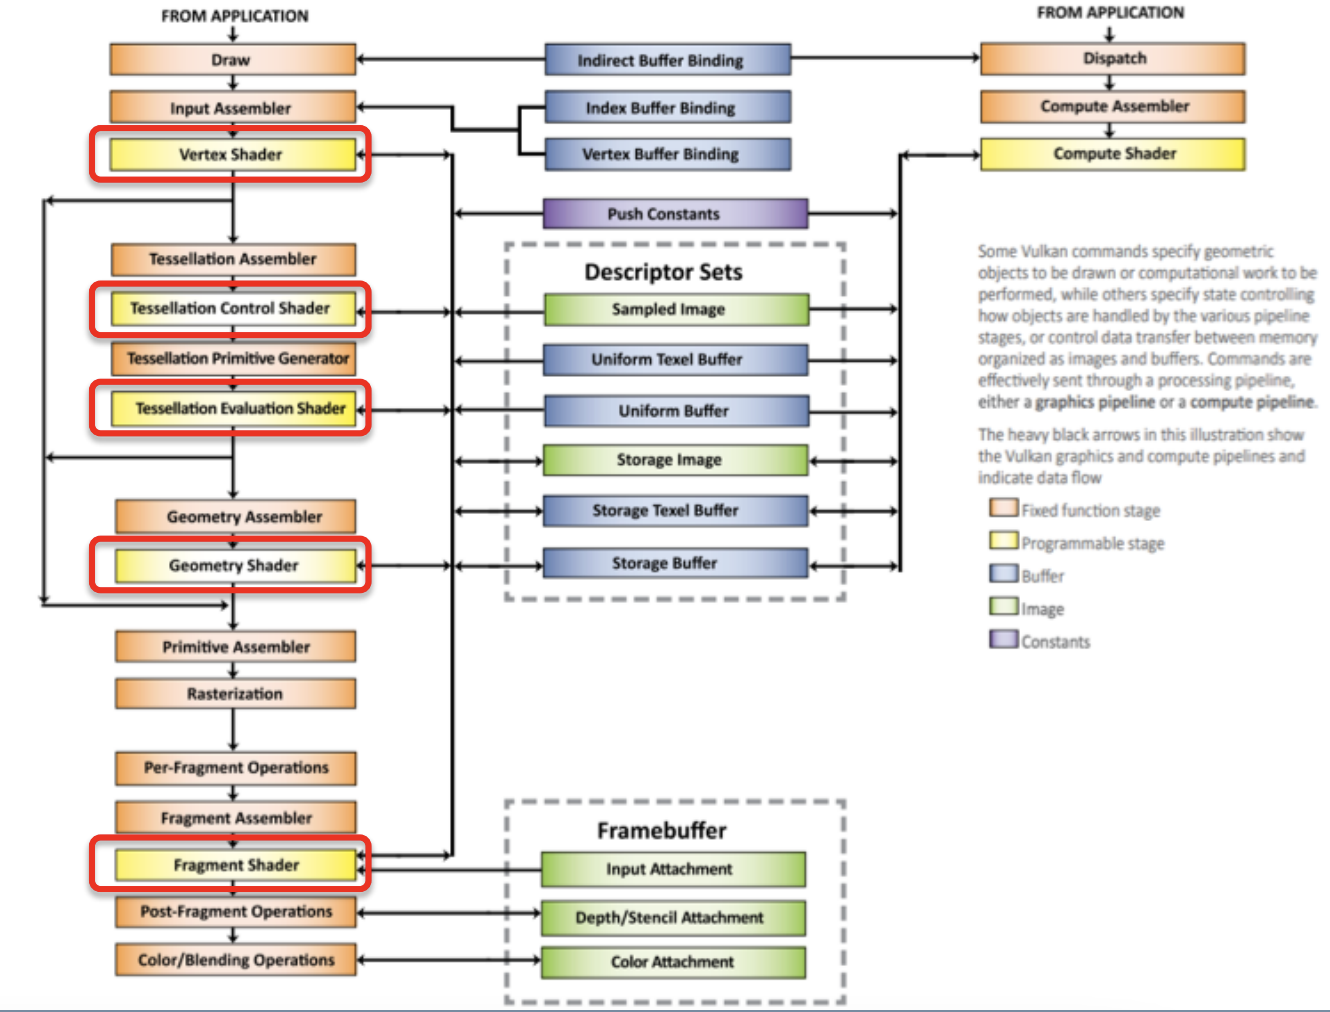 FROM APPLICATION
Draw
Input Assembler
Vertex Shader
Tessellation Assembler
Tessellation Control Shader
Tessellation Primitive Generator
Tessellation Evaluation Shader
Geometry Assembler
Geometry Shader
Primitive Assembler
Rasterization
Per-Fragment Operations
Fragment Assembler
Fragment Shader
Post-Fragment Operations
Color/Blending Operations
Indirect Buffer Binding
Index Buffer Binding
Vertex Buffer Binding
Push Constants
Descriptor Sets
Sampled Image
Uniform Texel Buffer
Uniform Buffer
Storage Image
Storage Texel Buffer
Storage Buffer
Framebuffer
Input Attachment
Depth/Stencil Attachment
Color Attachment
FROM APPLICATION
Dispatch
Compute Assembler
Compute Shader
Some Vulkan commands specify geometric
objects to be drawn or computational work to be
performed, while others specify state controlling
how objects are handled by the various pipeline
stages, or control data transfer between memory
organized as images and buffers. Commands are
effectively sent through a processing pipeline,
either a graphics pipeline or a compute pipeline.
The heavy black arrows in this illustration show
the Vulkan graphics and compute pipelines and
indicate data flow
Fixed function stage
Programmable stage
Buffer
Image
Constants